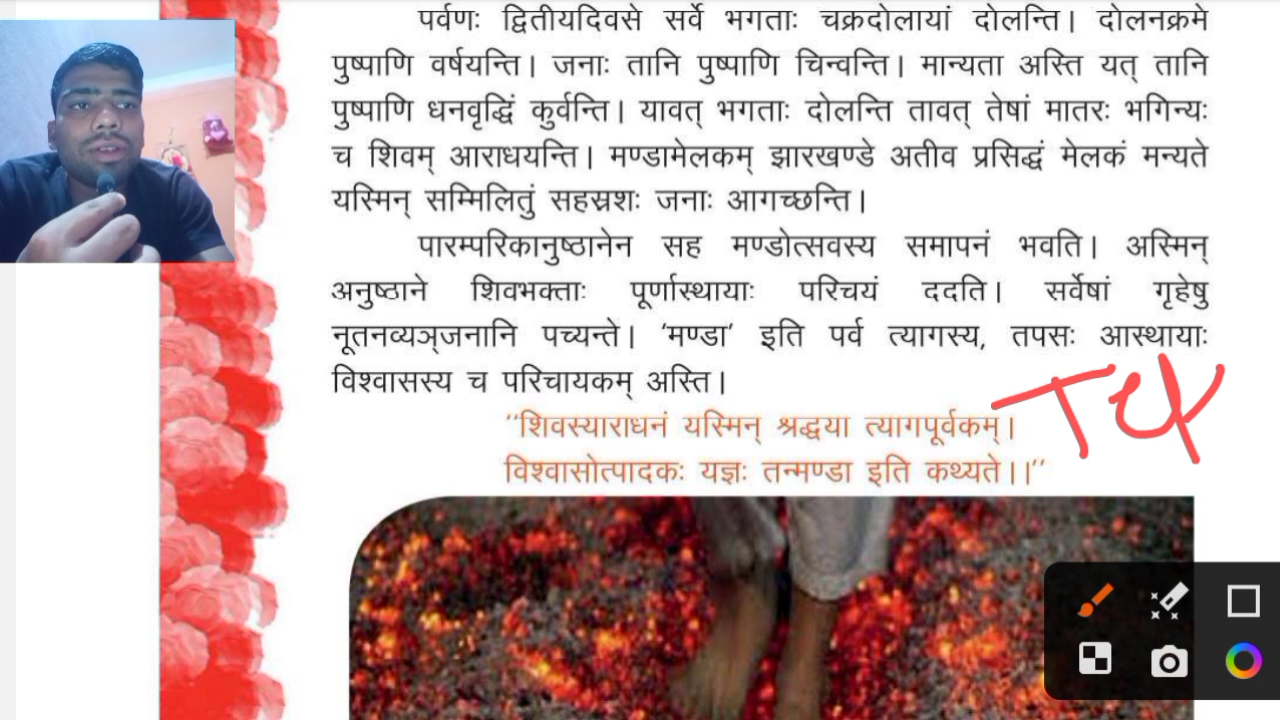 पर्वणः द्वितीयदिवसे सर्वे भगताः चक्रदोलायां दोलन्ति। दोलनक्रमे
पुष्पाणि वर्षयन्ति। जनाः तानि पुष्पाणि चिन्वन्ति। मान्यता अस्ति यत् तानि
पुष्पाणि धनवृद्धिं कुर्वन्ति। यावत् भगताः दोलन्ति तावत् तेषां मातरः भगिन्यः
च शिवम् आराधयन्ति। मण्डामेलकम् झारखण्डे अतीव प्रसिद्धं मेलकं मन्यते
यस्मिन् सम्मिलितुं सहस्रशः जनाः आगच्छन्ति।
पारम्परिकानुष्ठानेन सह मण्डोत्सवस्य समापनं भवति। अस्मिन्
अनुष्ठाने शिवभक्ताः पूर्णास्थायाः परिचयं ददति। सर्वेषां गृहेषु
नूतनव्यञ्जनानि पच्यन्ते। 'मण्डा' इति पर्व त्यागस्य, तपसः आस्थायाः
विश्वासस्य च परिचायकम् अस्ति।
''शिवस्याराधनं यस्मिन् श्रद्धया त्यागपूर्वकम्।
विश्वासोत्पादकः यज्ञः तन्मण्डा इति कथ्यते।।''